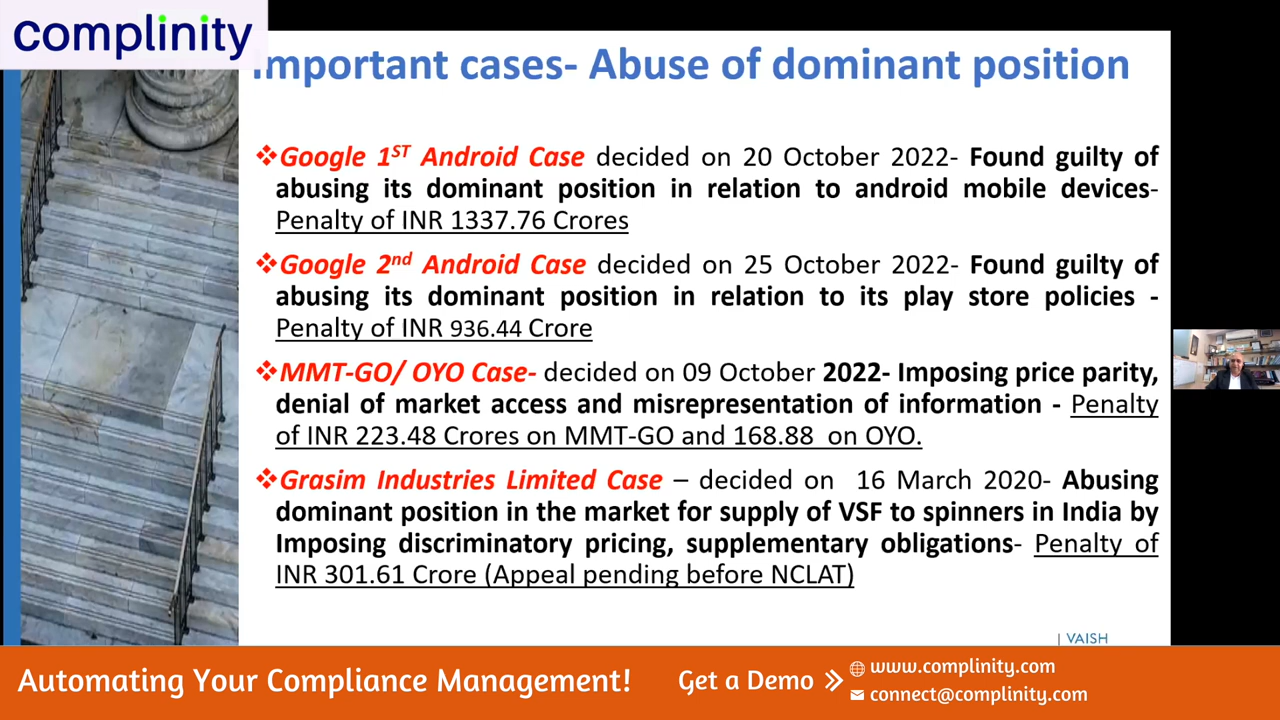 complinity
Important cases- Abuse of dominant position
❖Google 1ST Android Case decided on 20 October 2022- Found guilty of
abusing its dominant position in relation to android mobile devices-
Penalty of INR 1337.76 Crores
❖Google 2nd Android Case decided on 25 October 2022- Found guilty of
abusing its dominant position in relation to its play store policies -
Penalty of INR 936.44 Crore
❖MMT-GO/ OYO Case- decided on 09 October 2022- Imposing price parity,
denial of market access and misrepresentation of information - Penalty
of INR 223.48 Crores on MMT-GO and 168.88 on OYO.
❖Grasim Industries Limited Case – decided on 16 March 2020- Abusing
dominant position in the market for supply of VSF to spinners in India by
Imposing discriminatory pricing, supplementary obligations- Penalty of
INR 301.61 Crore (Appeal pending before NCLAT)
| VAISH
Automating Your Compliance Management!
Get a Demo
www.complinity.com
connect@complinity.com